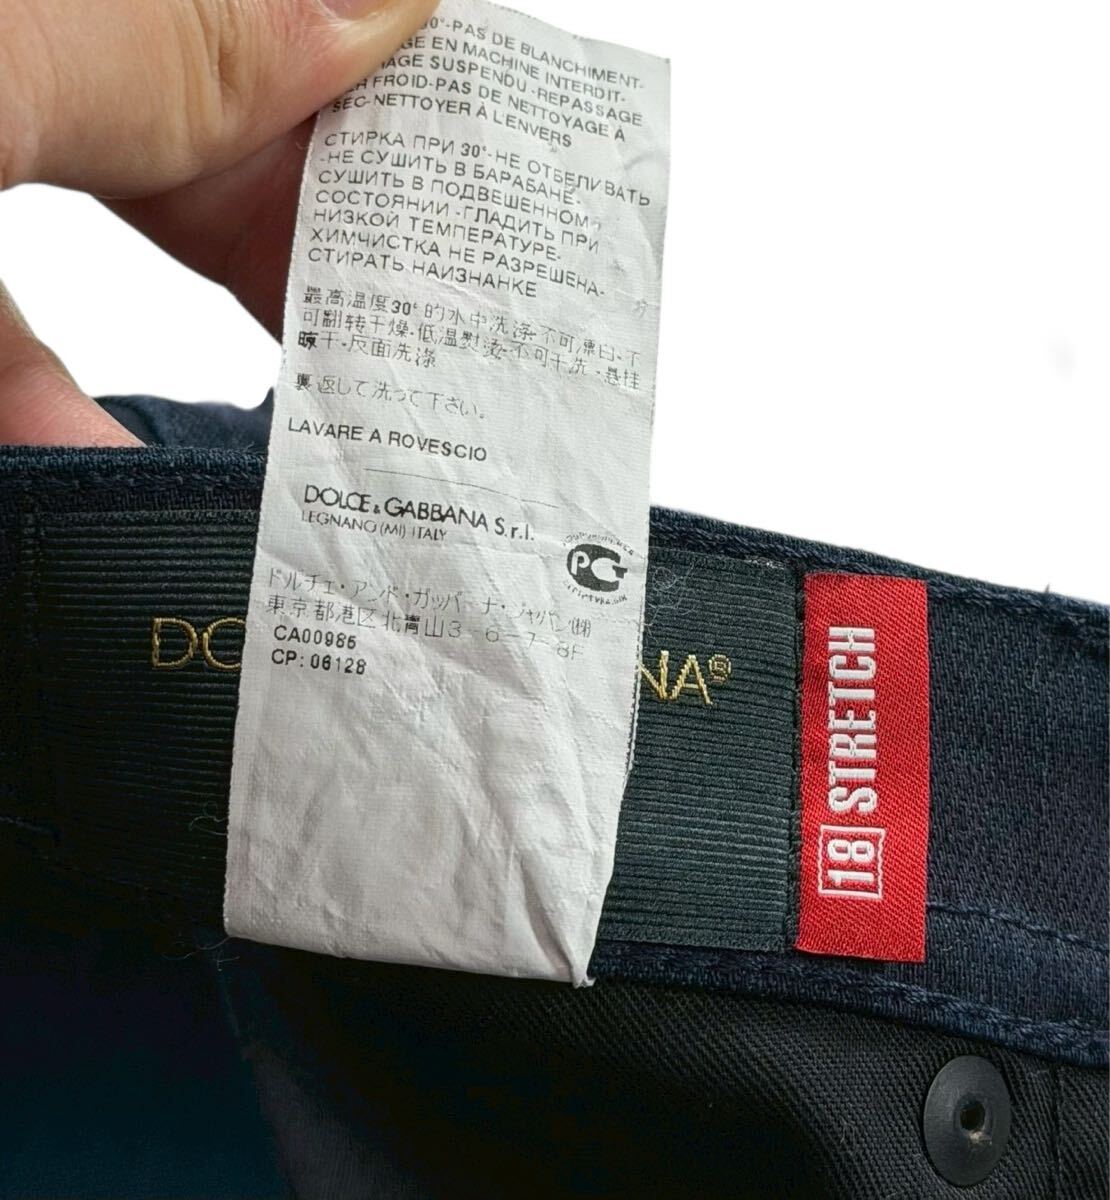 30°-PAS DE BLANCHIMENT-
EN MACHINE INTERDIT-
SUSPENDU-REPASSAGE
FROID-PAS DE NETTOYAGE À
SEC-NETTOYER À L'ENVERS
СТИРКА ПРИ 30°-НЕ ОТБЕЛИВАТЬ
-НЕ СУШИТЬ В БАРАБАНЕ-
СУШИТЬ В ПОДВЕШЕННОМ
СОСТОЯНИИ-ГЛАДИТЬ ПРИ
НИЗКОЙ ТЕМПЕРАТУРЕ-
ХИМЧИСТКА НЕ РАЗРЕШЕНА-
СТИРАТЬ НАИЗНАНКЕ
最高温度30°的水中洗涤·不可漂白·不
可翻转干燥·低温熨烫·不可干洗·悬挂
晾干·反面洗涤
裏返して洗って下さい。
LAVARE A ROVESCIO
DOLCE & GABBANA S.r.l.
LEGNANO (MI) ITALY
PG
ドルチェ・アンド・ガッバーナ・ジャパン(株)
東京都港区北青山3-6-7-8F
CA00985
CP: 06128
DO
NA®
18 STRETCH